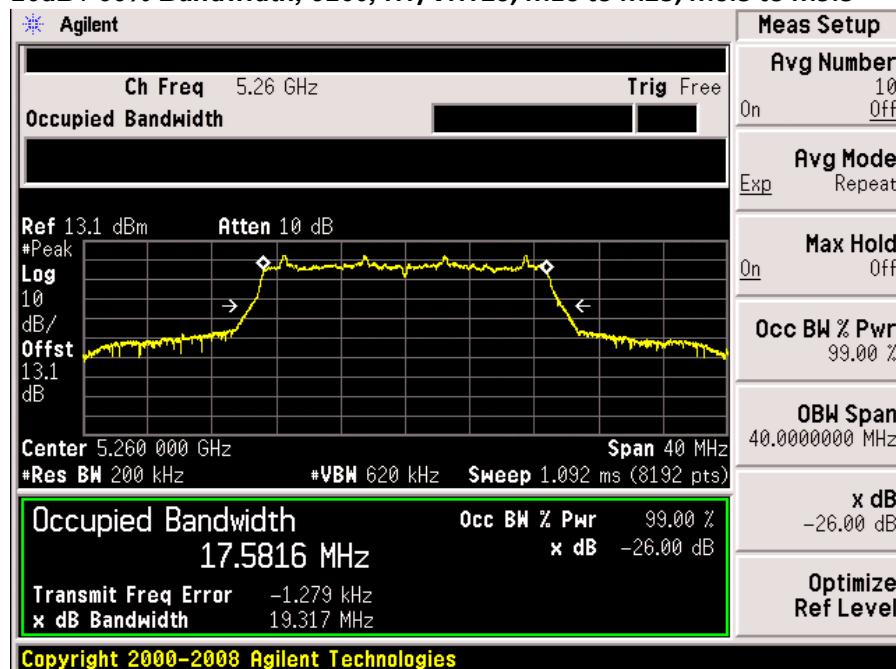 Agilent
Meas Setup
Ch Freq 5.26 GHz Trig Free
Occupied Bandwidth
Avg Number
10
On Off
Avg Mode
Exp Repeat
Ref 13.1 dBm Atten 10 dB
#Peak
Log
10
dB/
Offst
13.1
dB
Max Hold
On Off
Occ BW % Pwr
99.00 %
OBW Span
40.0000000 MHz
Center 5.260 000 GHz Span 40 MHz
#Res BW 200 kHz #VBW 620 kHz Sweep 1.092 ms (8192 pts)
x dB
-26.00 dB
Occupied Bandwidth
17.5816 MHz
Occ BW % Pwr 99.00 %
x dB -26.00 dB
Transmit Freq Error -1.279 kHz
x dB Bandwidth 19.317 MHz
Optimize
Ref Level
Copyright 2000-2008 Agilent Technologies